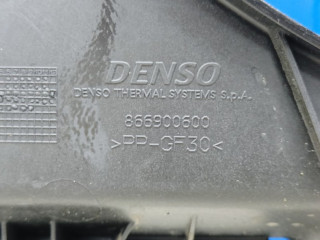 DENSO
DENSO THERMAL SYSTEMS S.p.A.
866900600
>PP-GF30<